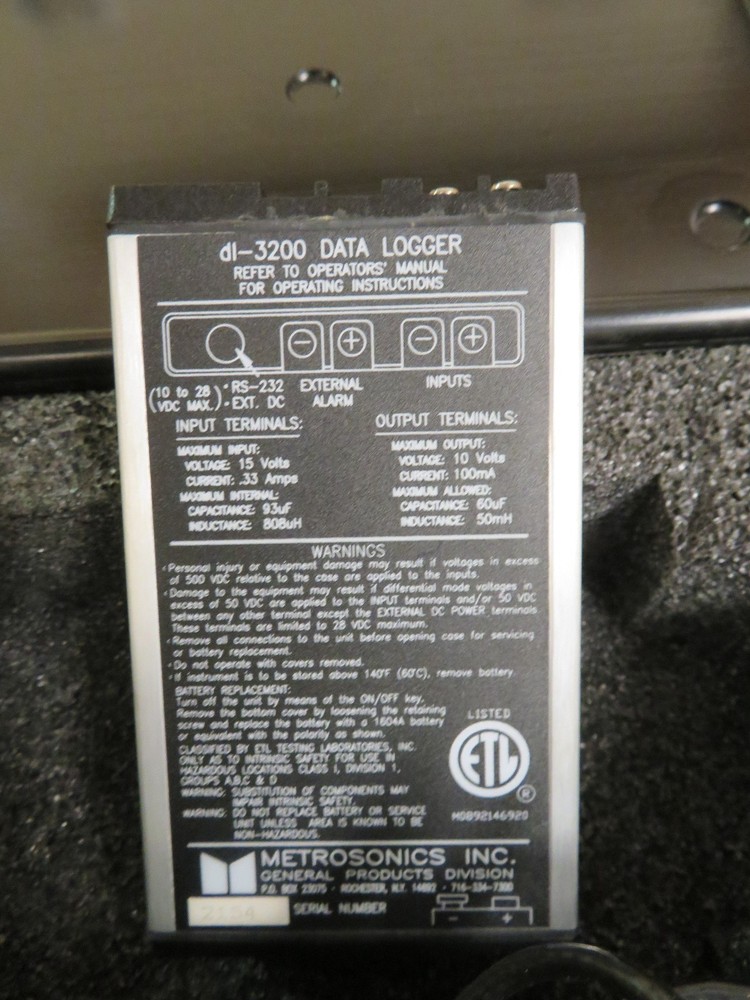 dl-3200 DATA LOGGER
REFER TO OPERATORS' MANUAL
FOR OPERATING INSTRUCTIONS
− + − +
(10 to 28 VDC MAX.)
• RS-232
• EXT. DC
EXTERNAL
ALARM
INPUTS
INPUT TERMINALS:
MAXIMUM INPUT:
VOLTAGE: 15 Volts
CURRENT: .33 Amps
MAXIMUM INTERNAL:
CAPACITANCE: 93uF
INDUCTANCE: 808uH
OUTPUT TERMINALS:
MAXIMUM OUTPUT:
VOLTAGE: 10 Volts
CURRENT: 100mA
MAXIMUM ALLOWED:
CAPACITANCE: 60uF
INDUCTANCE: 50mH
WARNINGS
• Personal injury or equipment damage may result if voltages in excess
of 500 VDC relative to the case are applied to the inputs.
• Damage to the equipment may result if differential mode voltages in
excess of 50 VDC are applied to the INPUT terminals and/or 50 VDC
between any other terminal except the EXTERNAL DC POWER terminals.
These terminals are limited to 28 VDC maximum.
• Remove all connections to the unit before opening case for servicing
or battery replacement.
• Do not operate with covers removed.
• If instrument is to be stored above 140°F (60°C), remove battery.
BATTERY REPLACEMENT:
Turn off the unit by means of the ON/OFF key.
Remove the bottom cover by loosening the retaining
screw and replace the battery with a 1604A battery
or equivalent with the polarity as shown.
CLASSIFIED BY ETL TESTING LABORATORIES, INC.
ONLY AS TO INTRINSIC SAFETY FOR USE IN
HAZARDOUS LOCATIONS CLASS I, DIVISION 1,
GROUPS A,B,C & D
WARNING: SUBSTITUTION OF COMPONENTS MAY
IMPAIR INTRINSIC SAFETY.
WARNING: DO NOT REPLACE BATTERY OR SERVICE
UNIT UNLESS AREA IS KNOWN TO BE
NON-HAZARDOUS.
LISTED
ETL
®
MD892146920
METROSONICS INC.
GENERAL PRODUCTS DIVISION
P.O. BOX 23075 • ROCHESTER, N.Y. 14692 • 716-334-7300
SERIAL NUMBER
− +